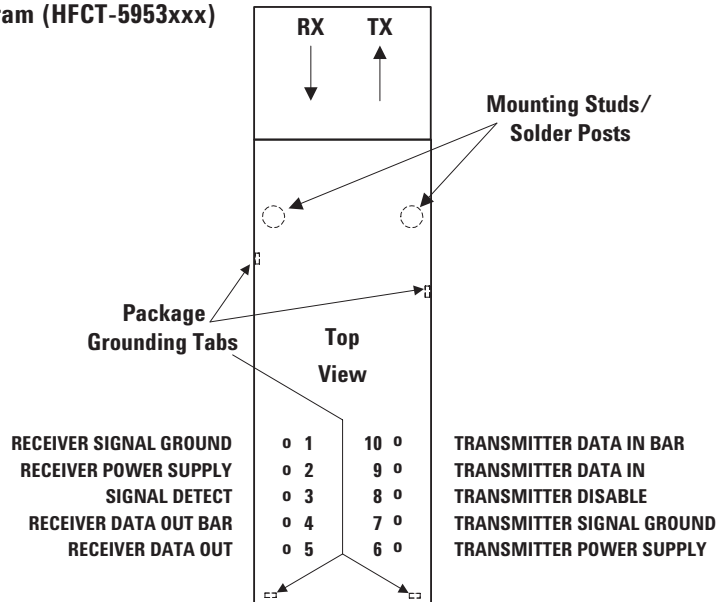 ram (HFCT-5953xxx)
RX TX
Mounting Studs/
Solder Posts
Package
Grounding Tabs
Top
View
RECEIVER SIGNAL GROUND o 1 10 o TRANSMITTER DATA IN BAR
RECEIVER POWER SUPPLY o 2 9 o TRANSMITTER DATA IN
SIGNAL DETECT o 3 8 o TRANSMITTER DISABLE
RECEIVER DATA OUT BAR o 4 7 o TRANSMITTER SIGNAL GROUND
RECEIVER DATA OUT o 5 6 o TRANSMITTER POWER SUPPLY